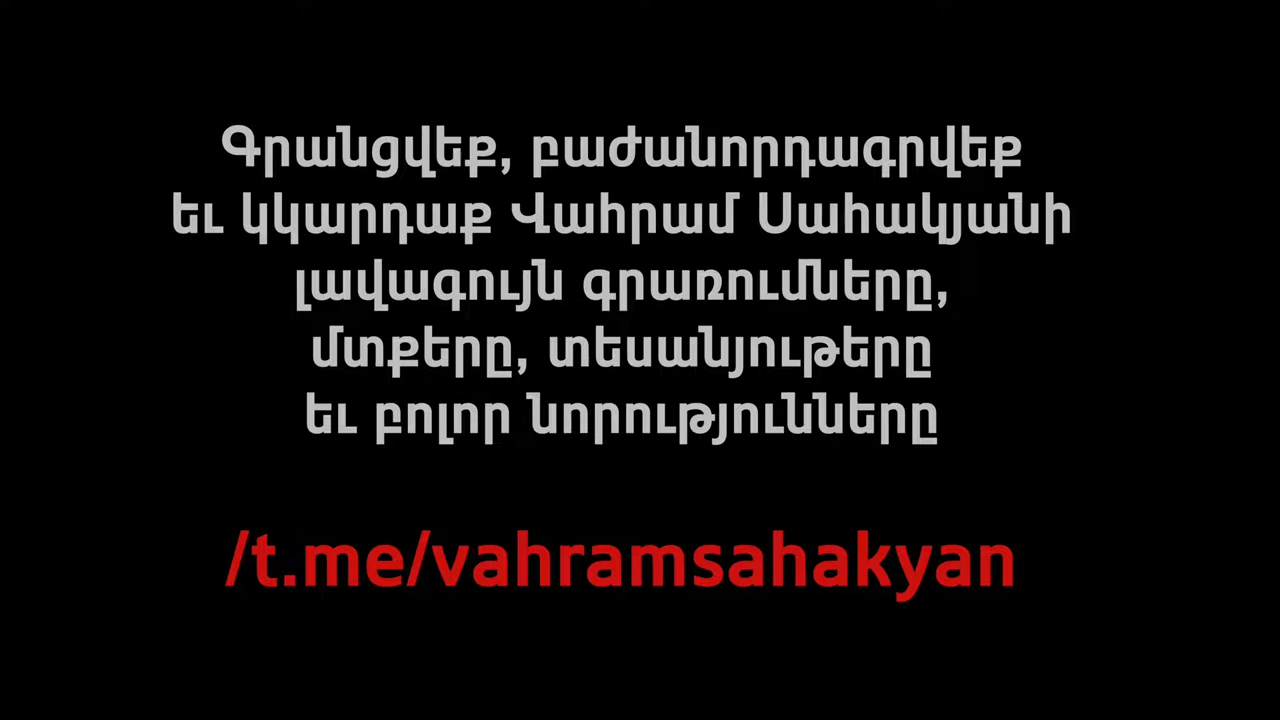 Գրանցվեք, բաժանորդագրվեք
եւ կկարդաք Վահրամ Սահակյանի
լավագույն գրառումները,
մտքերը, տեսանյութերը
եւ բոլոր նորությունները
/t.me/vahramsahakyan